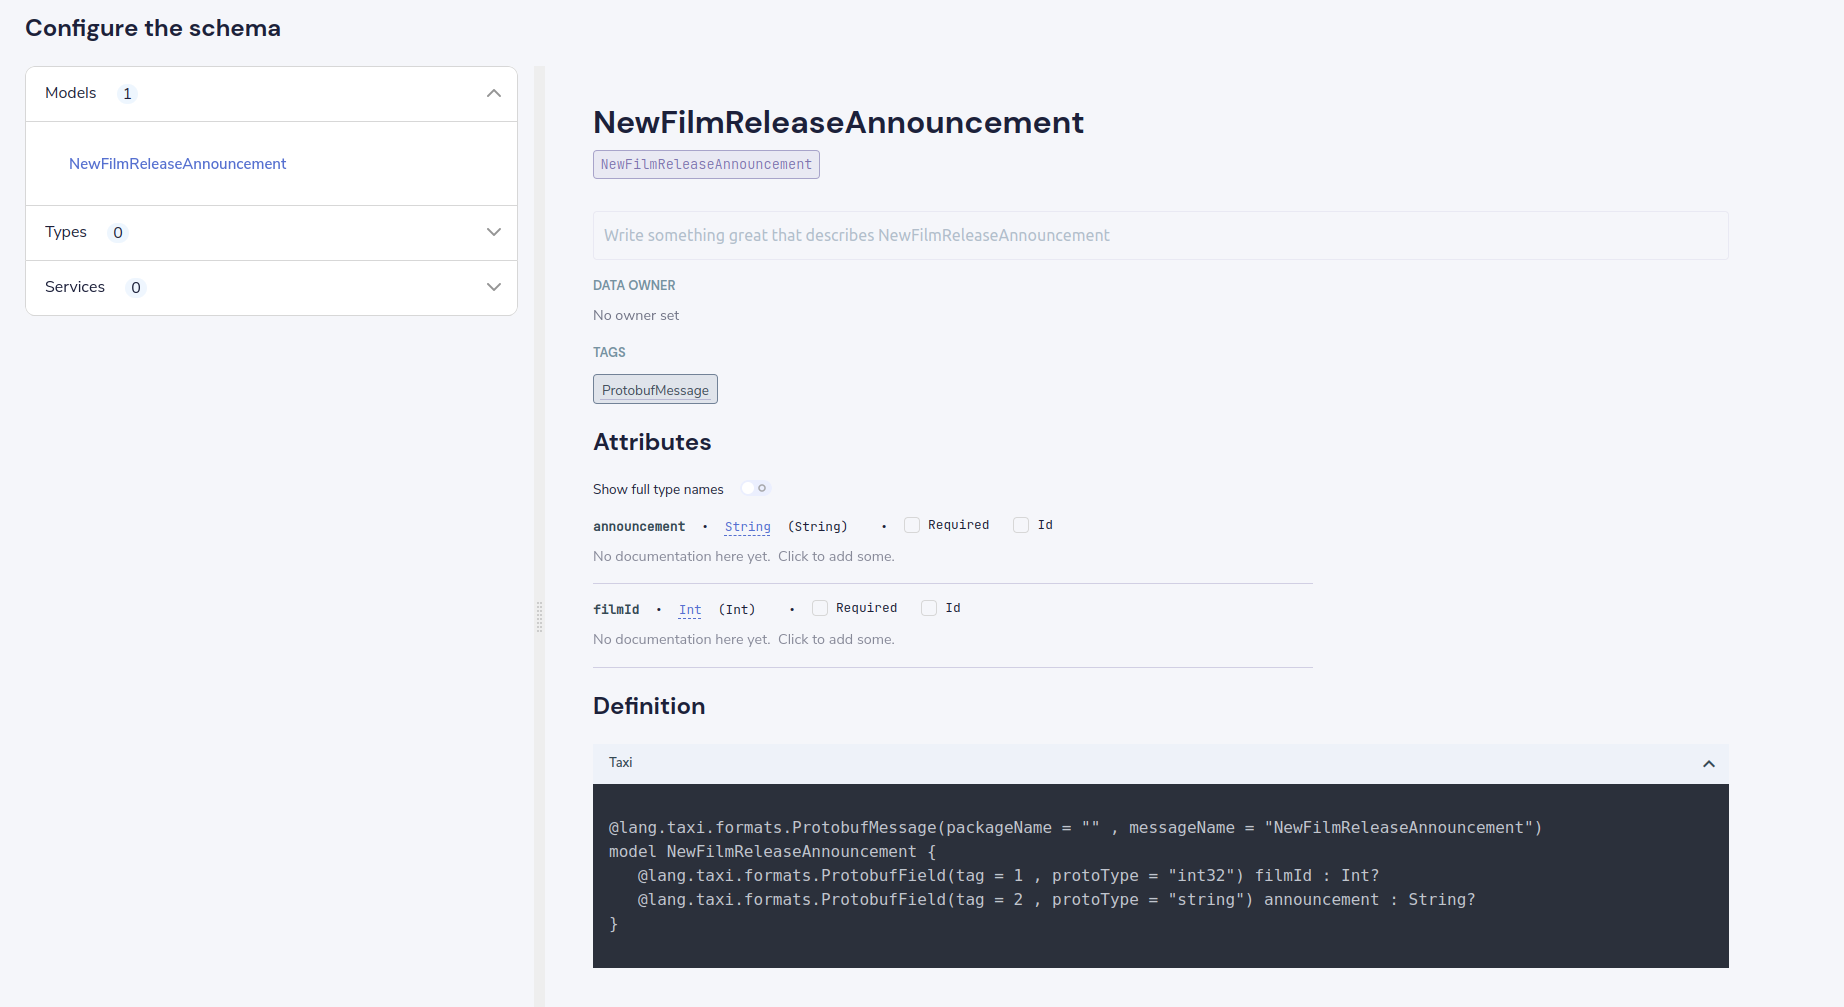 Configure the schema
Models 1
NewFilmReleaseAnnouncement
Types 0
Services 0
NewFilmReleaseAnnouncement
NewFilmReleaseAnnouncement
Write something great that describes NewFilmReleaseAnnouncement
DATA OWNER
No owner set
TAGS
ProtobufMessage
Attributes
Show full type names
announcement • String (String) • Required Id
No documentation here yet. Click to add some.
filmId • Int (Int) • Required Id
No documentation here yet. Click to add some.
Definition
Taxi
@lang.taxi.formats.ProtobufMessage(packageName = "" , messageName = "NewFilmReleaseAnnouncement")
model NewFilmReleaseAnnouncement {
   @lang.taxi.formats.ProtobufField(tag = 1 , protoType = "int32") filmId : Int?
   @lang.taxi.formats.ProtobufField(tag = 2 , protoType = "string") announcement : String?
}